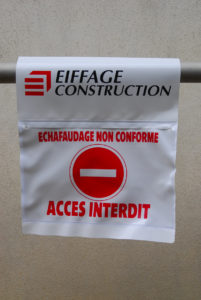 EIFFAGE
CONSTRUCTION
ECHAFAUDAGE NON CONFORME
ACCES INTERDIT